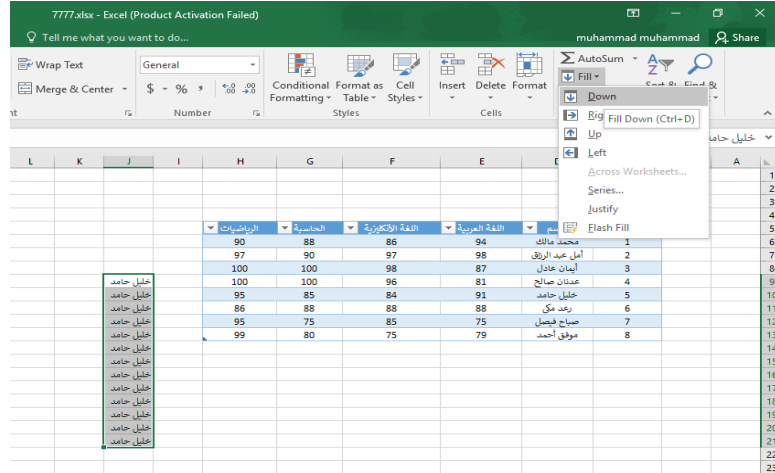 7777.xlsx - Excel (Product Activation Failed)
Tell me what you want to do...
muhammad muhammad
Share
Wrap Text
General
AutoSum
Fill
Merge & Center
$ - % ,
Conditional Format as Cell
Formatting Table Styles
Insert Delete Format
Sort & Find &
Number
Styles
Cells
Down
Fill Down (Ctrl+D)
Up
Left
Across Worksheets...
Series...
Justify
Flash Fill
خليل حامد
L K J I H G F E A
1
2
3
4
5
الرياضيات الحاسبة اللغة الأنكليزية اللغة العربية
6
90 88 86 94 محمد مالك 1
7
97 90 97 98 أمل عبد الرزاق 2
8
100 100 98 87 أيمان عادل 3
9
خليل حامد 100 100 96 81 عدنان صالح 4
10
خليل حامد 95 85 84 91 خليل حامد 5
11
خليل حامد 86 88 88 88 رعد مكي 6
12
خليل حامد 95 75 85 75 صباح فيصل 7
13
خليل حامد 99 80 75 79 موفق أحمد 8
14
خليل حامد
15
خليل حامد
16
خليل حامد
17
خليل حامد
18
خليل حامد
19
خليل حامد
20
خليل حامد
21
خليل حامد
22
23